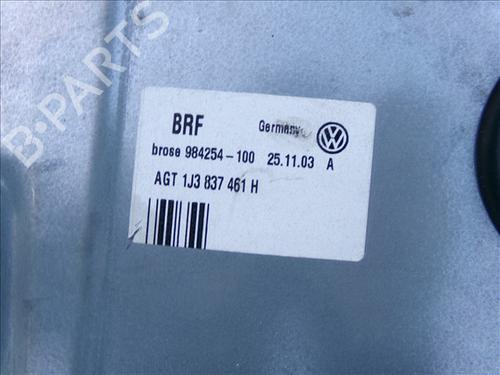 B-PARTS
BRF Germany
brose 984254-100 25.11.03 A
AGT 1J3 837 461 H